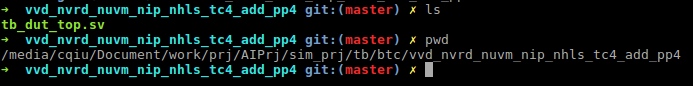 ➜ vvd_nvrd_nuvm_nip_nhls_tc4_add_pp4 git:(master) ✗ ls
tb_dut_top.sv
➜ vvd_nvrd_nuvm_nip_nhls_tc4_add_pp4 git:(master) ✗ pwd
/media/cqiu/Document/work/prj/AIPrj/sim_prj/tb/btc/vvd_nvrd_nuvm_nip_nhls_tc4_add_pp4
➜ vvd_nvrd_nuvm_nip_nhls_tc4_add_pp4 git:(master) ✗